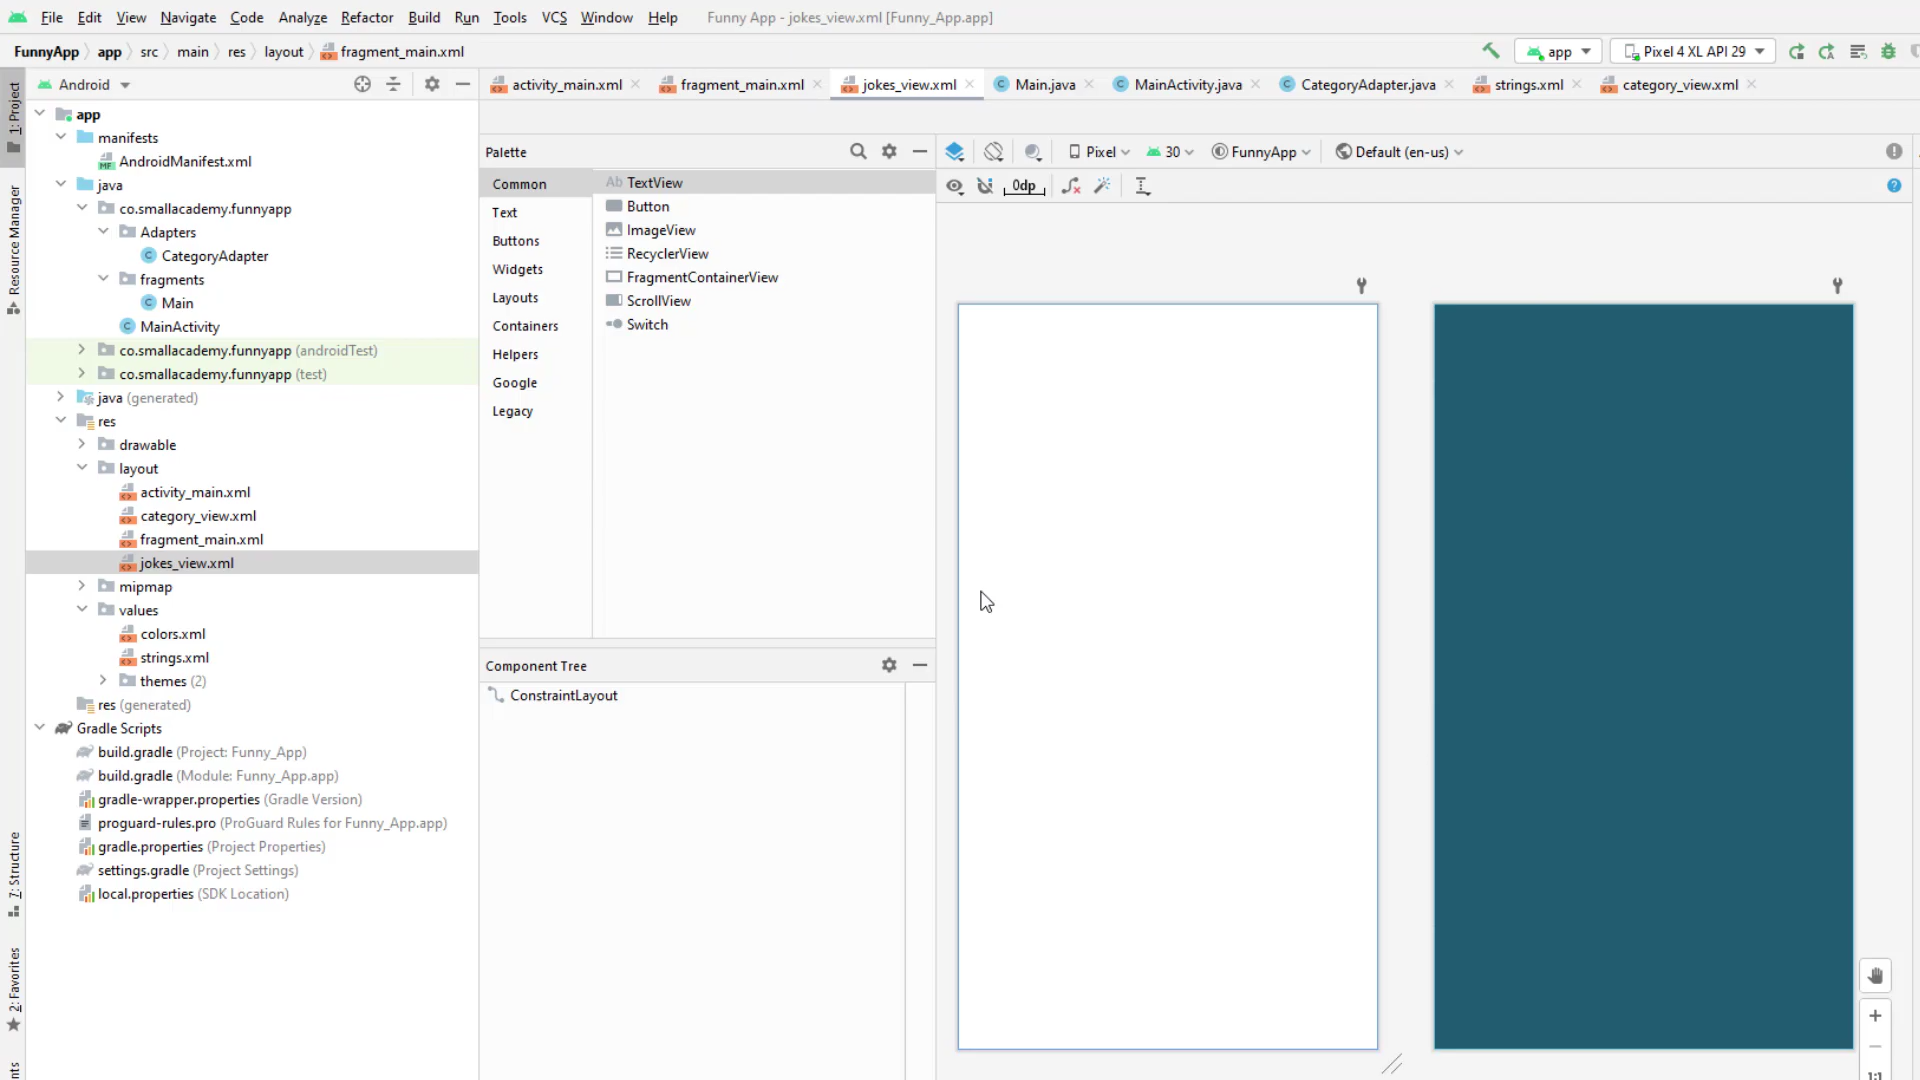 File Edit View Navigate Code Analyze Refactor Build Run Tools VCS Window Help Funny App - jokes_view.xml [Funny_App.app]
FunnyApp app src main res layout fragment_main.xml app Pixel 4 XL API 29
Android activity_main.xml fragment_main.xml jokes_view.xml Main.java MainActivity.java CategoryAdapter.java strings.xml category_view.xml
1: Project
Resource Manager
7: Structure
2: Favorites
app
manifests
MF AndroidManifest.xml
java
co.smallacademy.funnyapp
Adapters
C CategoryAdapter
fragments
C Main
C MainActivity
co.smallacademy.funnyapp (androidTest)
co.smallacademy.funnyapp (test)
java (generated)
res
drawable
layout
activity_main.xml
category_view.xml
fragment_main.xml
jokes_view.xml
mipmap
values
colors.xml
strings.xml
themes (2)
res (generated)
Gradle Scripts
build.gradle (Project: Funny_App)
build.gradle (Module: Funny_App.app)
gradle-wrapper.properties (Gradle Version)
proguard-rules.pro (ProGuard Rules for Funny_App.app)
gradle.properties (Project Properties)
settings.gradle (Project Settings)
local.properties (SDK Location)
Palette
Common
Text
Buttons
Widgets
Layouts
Containers
Helpers
Google
Legacy
Ab TextView
Button
ImageView
RecyclerView
FragmentContainerView
ScrollView
Switch
Component Tree
ConstraintLayout
Pixel 30 FunnyApp Default (en-us)
0dp
1:1